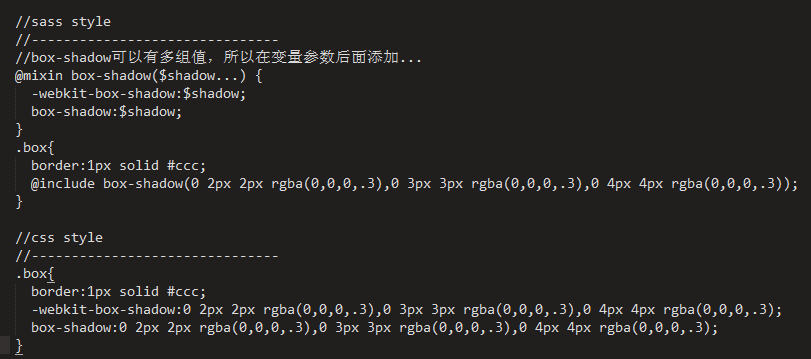 //sass style
//-------------------------------
//box-shadow可以有多组值，所以在变量参数后面添加...
@mixin box-shadow($shadow...) {
  -webkit-box-shadow:$shadow;
  box-shadow:$shadow;
}
.box{
  border:1px solid #ccc;
  @include box-shadow(0 2px 2px rgba(0,0,0,.3),0 3px 3px rgba(0,0,0,.3),0 4px 4px rgba(0,0,0,.3));
}

//css style
//-------------------------------
.box{
  border:1px solid #ccc;
  -webkit-box-shadow:0 2px 2px rgba(0,0,0,.3),0 3px 3px rgba(0,0,0,.3),0 4px 4px rgba(0,0,0,.3);
  box-shadow:0 2px 2px rgba(0,0,0,.3),0 3px 3px rgba(0,0,0,.3),0 4px 4px rgba(0,0,0,.3);
}